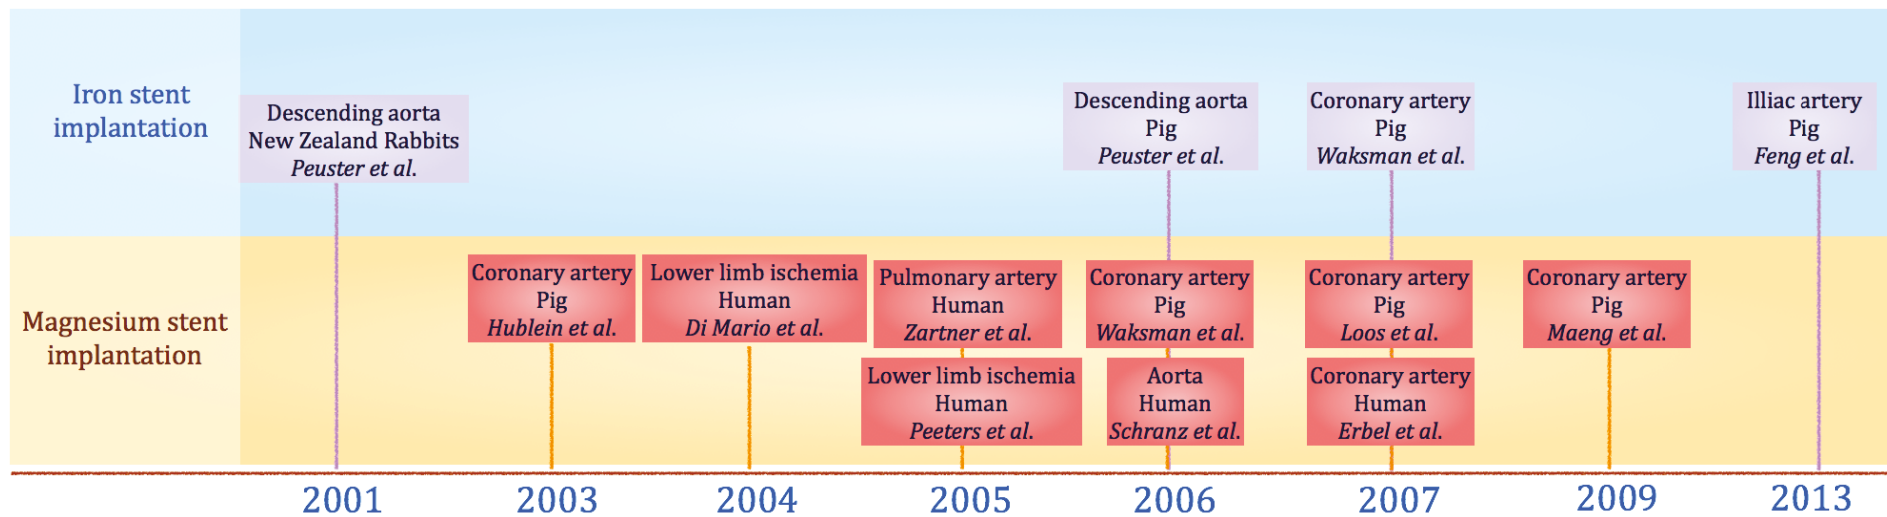 Iron stent
implantation
Descending aorta
New Zealand Rabbits
Peuster et al.
Descending aorta
Pig
Peuster et al.
Coronary artery
Pig
Waksman et al.
Illiac artery
Pig
Feng et al.
Magnesium stent
implantation
Coronary artery
Pig
Hublein et al.
Lower limb ischemia
Human
Di Mario et al.
Pulmonary artery
Human
Zartner et al.
Lower limb ischemia
Human
Peeters et al.
Coronary artery
Pig
Waksman et al.
Aorta
Human
Schranz et al.
Coronary artery
Pig
Loos et al.
Coronary artery
Human
Erbel et al.
Coronary artery
Pig
Maeng et al.
2001
2003
2004
2005
2006
2007
2009
2013